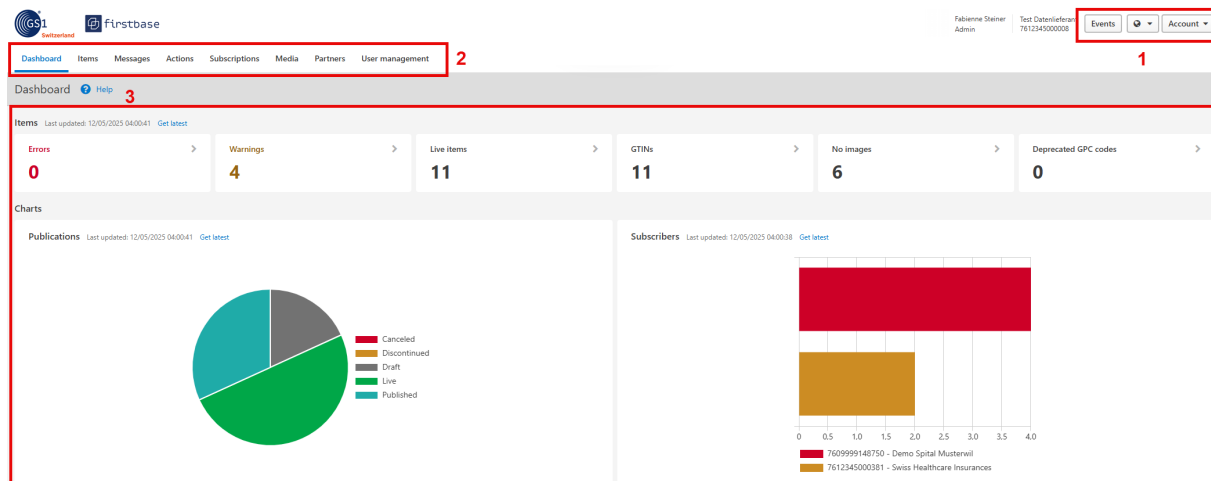 GS1
Switzerland
firstbase
Fabienne Steiner
Admin
Test Datenlieferan
7612345000008
Events
Account
1
Dashboard Items Messages Actions Subscriptions Media Partners User management
2
Dashboard ? Help
3
Items Last updated: 12/05/2025 04:00:41 Get latest
Errors Warnings Live items GTINs No images Deprecated GPC codes
0 4 11 11 6 0
Charts
Publications Last updated: 12/05/2025 04:00:41 Get latest
Canceled
Discontinued
Draft
Live
Published
Subscribers Last updated: 12/05/2025 04:00:38 Get latest
0 0.5 1.0 1.5 2.0 2.5 3.0 3.5 4.0
7609999148750 - Demo Spital Musterwil
7612345000381 - Swiss Healthcare Insurances